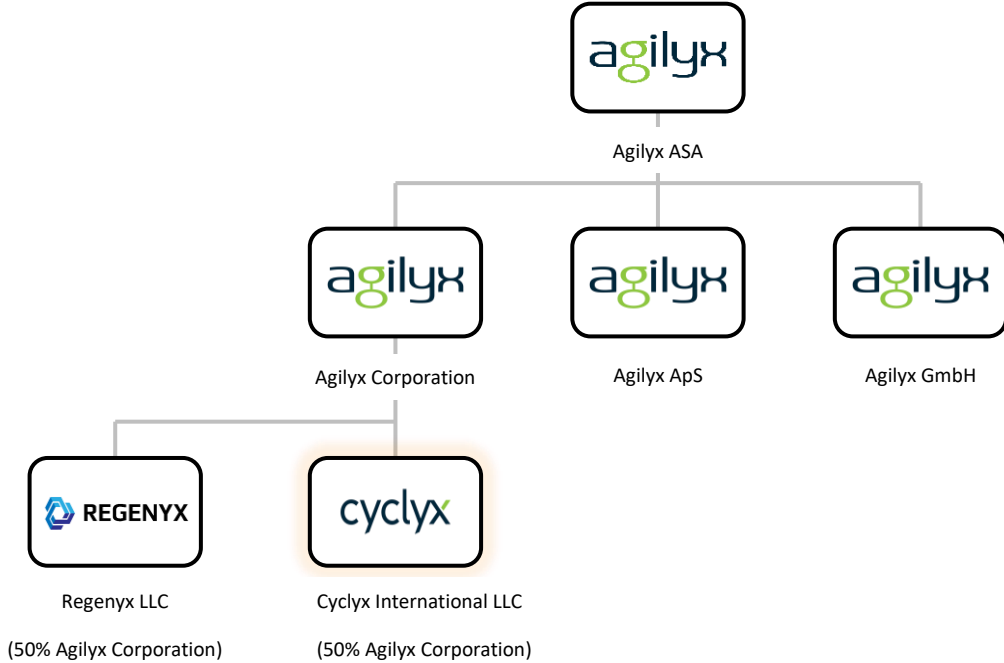 agilyx
Agilyx ASA
agilyx
agilyx
agilyx
Agilyx Corporation
Agilyx ApS
Agilyx GmbH
REGENYX
cyclyx
Regenyx LLC
Cyclyx International LLC
(50% Agilyx Corporation)
(50% Agilyx Corporation)